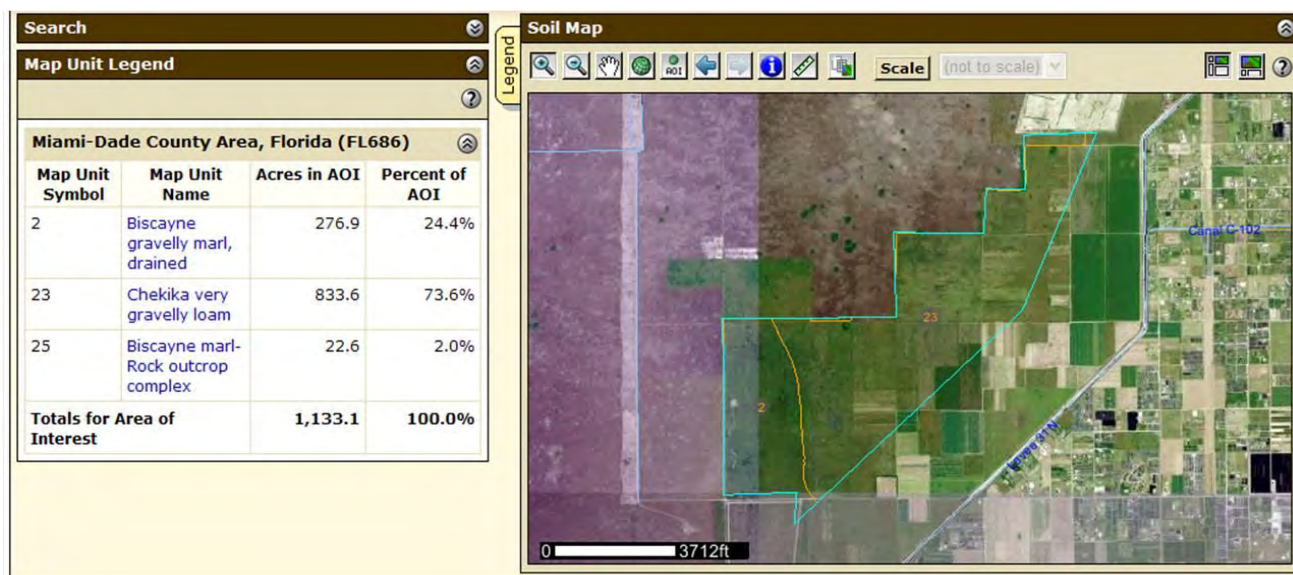 Search
Map Unit Legend
Miami-Dade County Area, Florida (FL686)
Map Unit Symbol Map Unit Name Acres in AOI Percent of AOI
2 Biscayne gravelly marl, drained 276.9 24.4%
23 Chekika very gravelly loam 833.6 73.6%
25 Biscayne marl-Rock outcrop complex 22.6 2.0%
Totals for Area of Interest 1,133.1 100.0%
Legend
Soil Map
AOI
Scale
(not to scale)
Canal C-102
23
2
Levee 31N
0 3712ft